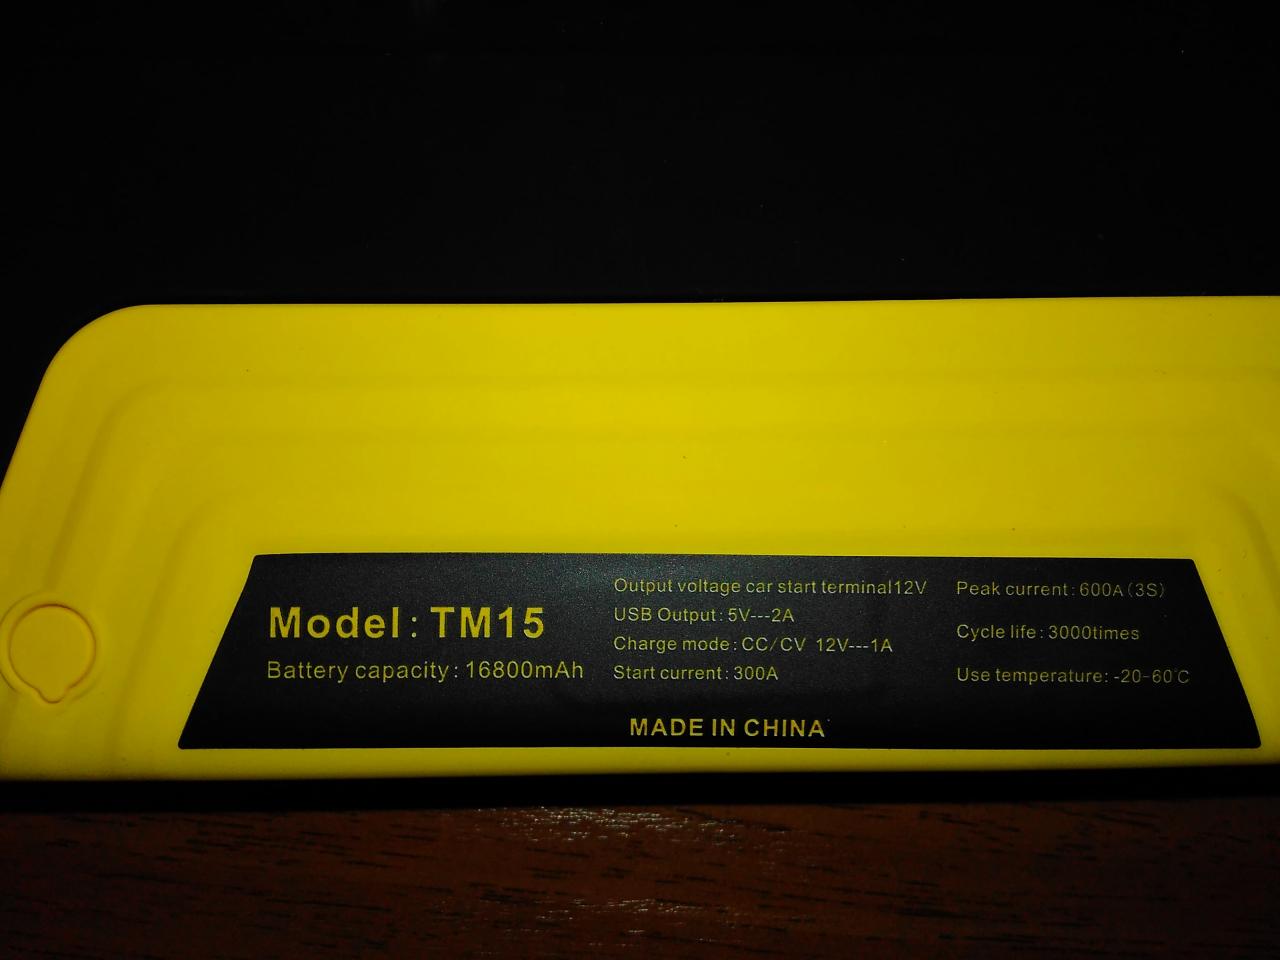 Model: TM15
Battery capacity: 16800mAh
Output voltage car start terminal12V
USB Output: 5V---2A
Charge mode: CC/CV 12V---1A
Start current: 300A
Peak current: 600A (3S)
Cycle life: 3000times
Use temperature: -20-60℃
MADE IN CHINA